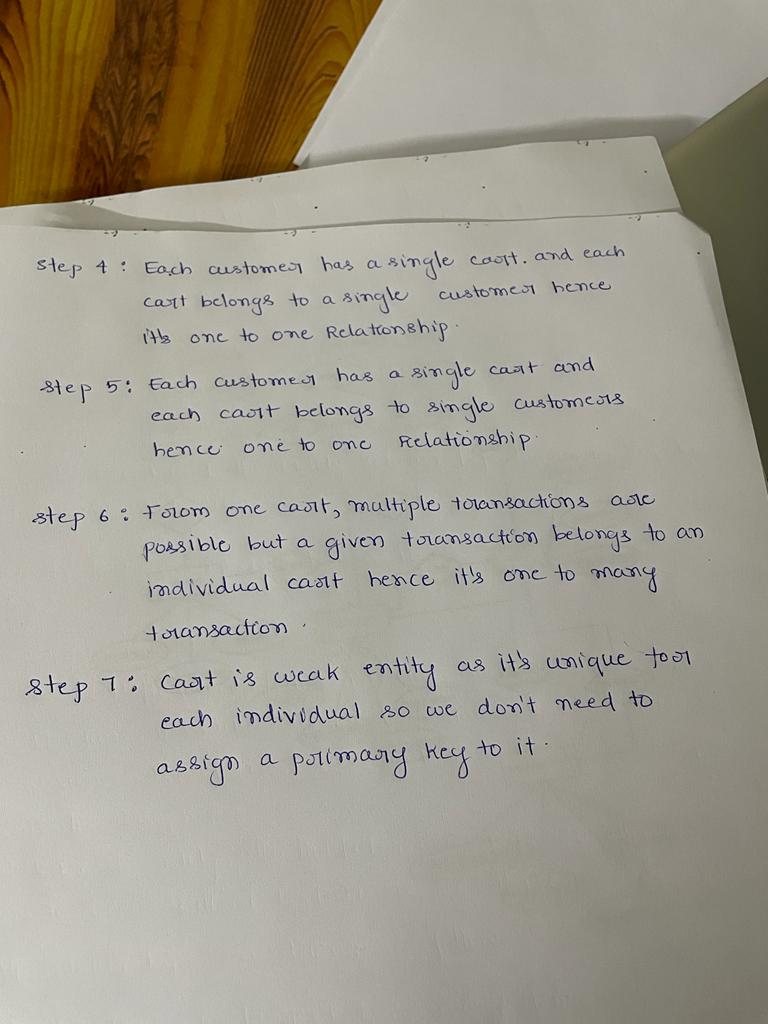 Step 4: Each customer has a single cart. and each
cart belongs to a single customer hence
it's one to one Relationship.
Step 5: Each customer has a single cart and
each cart belongs to single customers
hence one to one Relationship.
Step 6: From one cart, multiple transactions are
possible but a given transaction belongs to an
individual cart hence it's one to many
transaction.
Step 7: Cart is weak entity as it's unique for
each individual so we don't need to
assign a primary key to it.